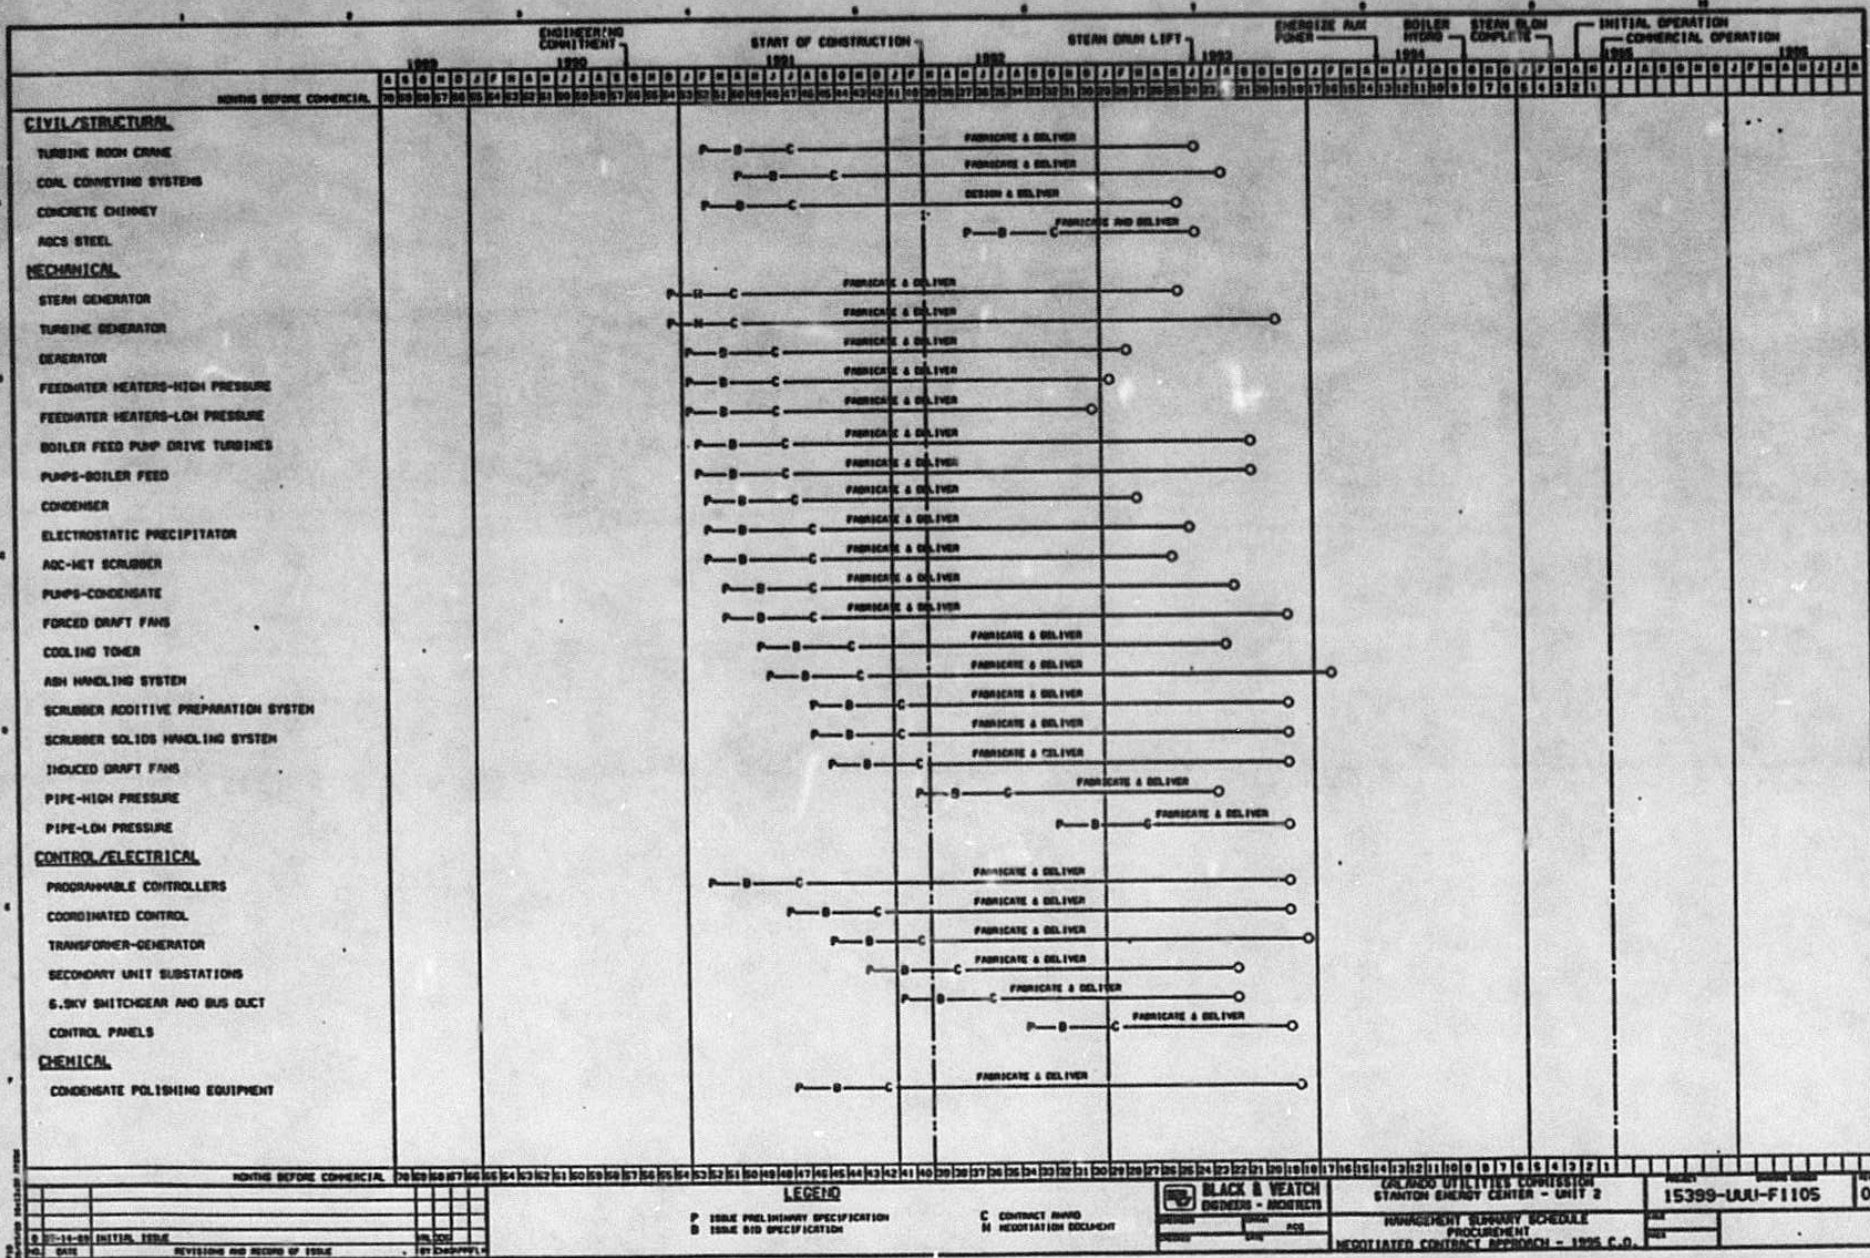 ENGINEERING
COMMITMENT
START OF CONSTRUCTION
STEAM DRUM LIFT
ENERGIZE AUX
POWER
BOILER
HYDRO
STEAM BLOW
COMPLETE
INITIAL OPERATION
COMMERCIAL OPERATION
1989 1990 1991 1992 1993 1994 1995 1996
MONTHS BEFORE COMMERCIAL
CIVIL/STRUCTURAL
TURBINE ROOM CRANE P B C FABRICATE & DELIVER
COAL CONVEYING SYSTEMS P B C FABRICATE & DELIVER
CONCRETE CHIMNEY P B C DESIGN & DELIVER
AQCS STEEL P B C FABRICATE AND DELIVER
MECHANICAL
STEAM GENERATOR P N C FABRICATE & DELIVER
TURBINE GENERATOR P N C FABRICATE & DELIVER
DEAERATOR P B C FABRICATE & DELIVER
FEEDWATER HEATERS-HIGH PRESSURE P B C FABRICATE & DELIVER
FEEDWATER HEATERS-LOW PRESSURE P B C FABRICATE & DELIVER
BOILER FEED PUMP DRIVE TURBINES P B C FABRICATE & DELIVER
PUMPS-BOILER FEED P B C FABRICATE & DELIVER
CONDENSER P B C FABRICATE & DELIVER
ELECTROSTATIC PRECIPITATOR P B C FABRICATE & DELIVER
AQC-WET SCRUBBER P B C FABRICATE & DELIVER
PUMPS-CONDENSATE P B C FABRICATE & DELIVER
FORCED DRAFT FANS P B C FABRICATE & DELIVER
COOLING TOWER P B C FABRICATE & DELIVER
ASH HANDLING SYSTEM P B C FABRICATE & DELIVER
SCRUBBER ADDITIVE PREPARATION SYSTEM P B C FABRICATE & DELIVER
SCRUBBER SOLIDS HANDLING SYSTEM P B C FABRICATE & DELIVER
INDUCED DRAFT FANS P B C FABRICATE & DELIVER
PIPE-HIGH PRESSURE P B C FABRICATE & DELIVER
PIPE-LOW PRESSURE P B C FABRICATE & DELIVER
CONTROL/ELECTRICAL
PROGRAMMABLE CONTROLLERS P B C FABRICATE & DELIVER
COORDINATED CONTROL P B C FABRICATE & DELIVER
TRANSFORMER-GENERATOR P B C FABRICATE & DELIVER
SECONDARY UNIT SUBSTATIONS P B C FABRICATE & DELIVER
6.9KV SWITCHGEAR AND BUS DUCT P B C FABRICATE & DELIVER
CONTROL PANELS P B C FABRICATE & DELIVER
CHEMICAL
CONDENSATE POLISHING EQUIPMENT P B C FABRICATE & DELIVER
MONTHS BEFORE COMMERCIAL
LEGEND
P ISSUE PRELIMINARY SPECIFICATION
B ISSUE BID SPECIFICATION
C CONTRACT AWARD
N NEGOTIATION DOCUMENT
BLACK & VEATCH
ENGINEERS - ARCHITECTS
ORLANDO UTILITIES COMMISSION
STANTON ENERGY CENTER - UNIT 2
MANAGEMENT SUMMARY SCHEDULE
PROCUREMENT
NEGOTIATED CONTRACT APPROACH - 1995 C.O.
15399-UUU-F1105
0
INITIAL ISSUE
NO. DATE REVISIONS AND RECORD OF ISSUE